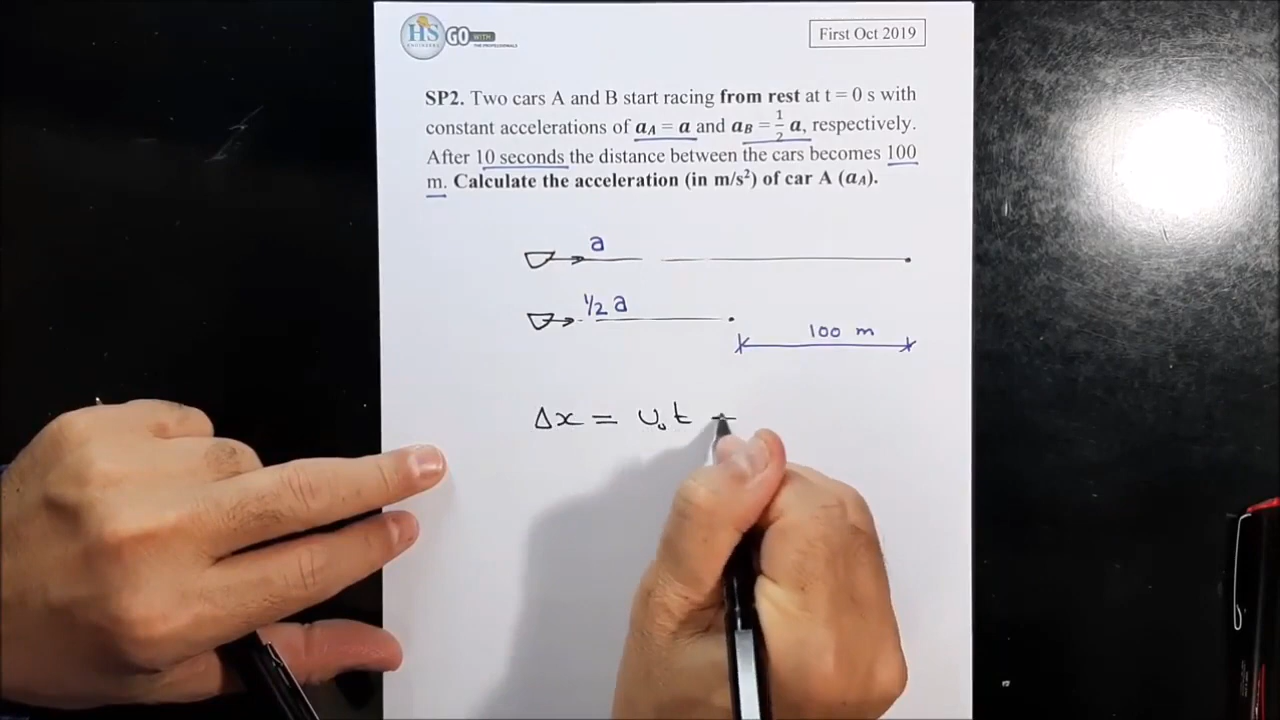 HS
ENGINEERS
GO WITH
THE PROFESSIONALS
First Oct 2019
SP2. Two cars A and B start racing from rest at t = 0 s with
constant accelerations of aA = a and aB = 1/2 a, respectively.
After 10 seconds the distance between the cars becomes 100
m. Calculate the acceleration (in m/s²) of car A (aA).
a
1/2 a
100 m
Δx = υ₀t +